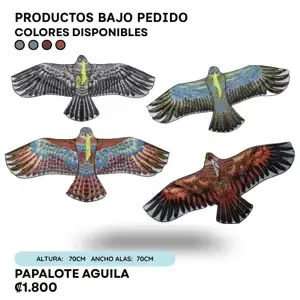 PRODUCTOS BAJO PEDIDO
COLORES DISPONIBLES
ALTURA: 70CM ANCHO ALAS: 70CM
PAPALOTE AGUILA
₡1.800